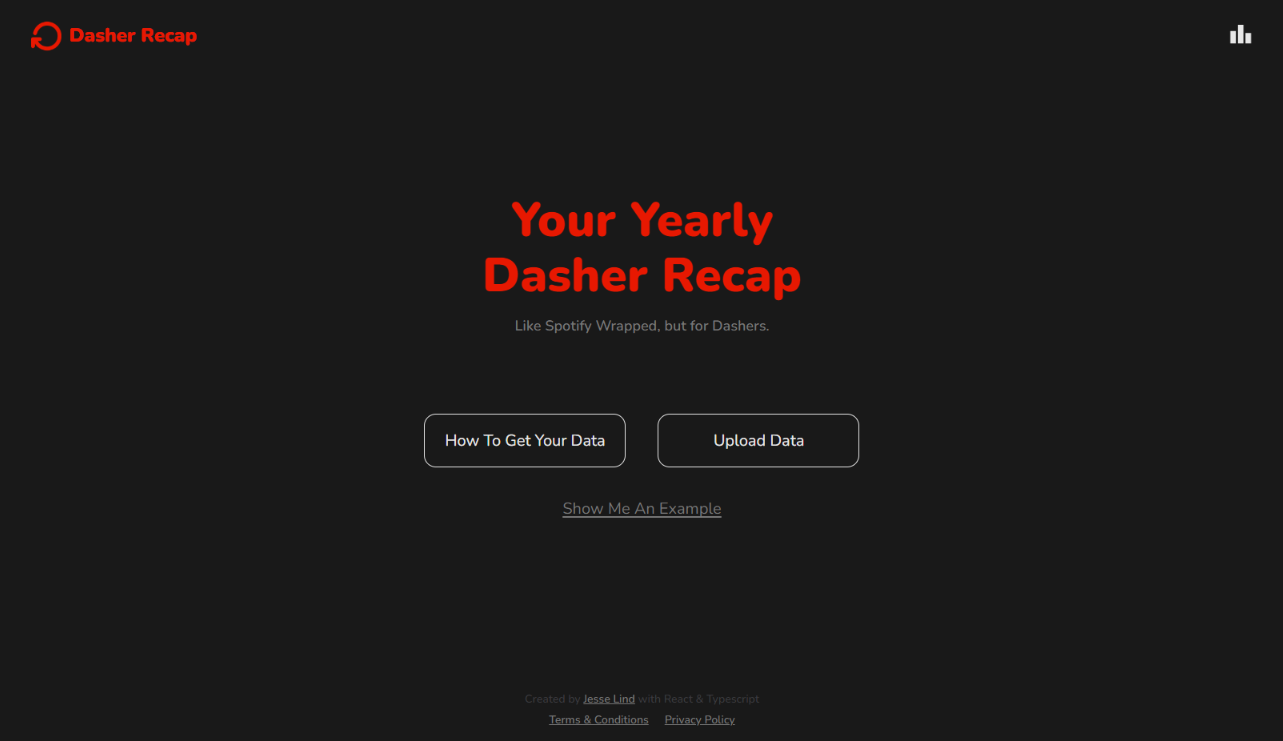 Dasher Recap
Your Yearly
Dasher Recap
Like Spotify Wrapped, but for Dashers.
How To Get Your Data
Upload Data
Show Me An Example
Created by Jesse Lind with React & Typescript
Terms & Conditions Privacy Policy